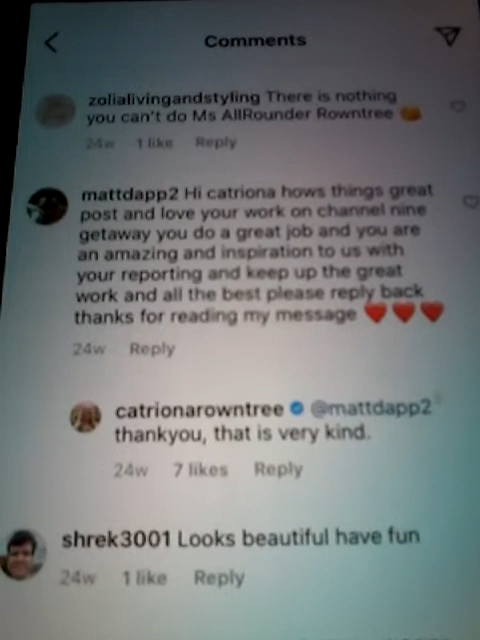 Comments
zolialivingandstyling There is nothing
you can't do Ms AllRounder Rowntree 😊
24w 1 like Reply
mattdapp2 Hi catriona hows things great
post and love your work on channel nine
getaway you do a great job and you are
an amazing and inspiration to us with
your reporting and keep up the great
work and all the best please reply back
thanks for reading my message ❤️❤️❤️
24w Reply
catrionarowntree @mattdapp2
thankyou, that is very kind.
24w 7 likes Reply
shrek3001 Looks beautiful have fun
24w 1 like Reply